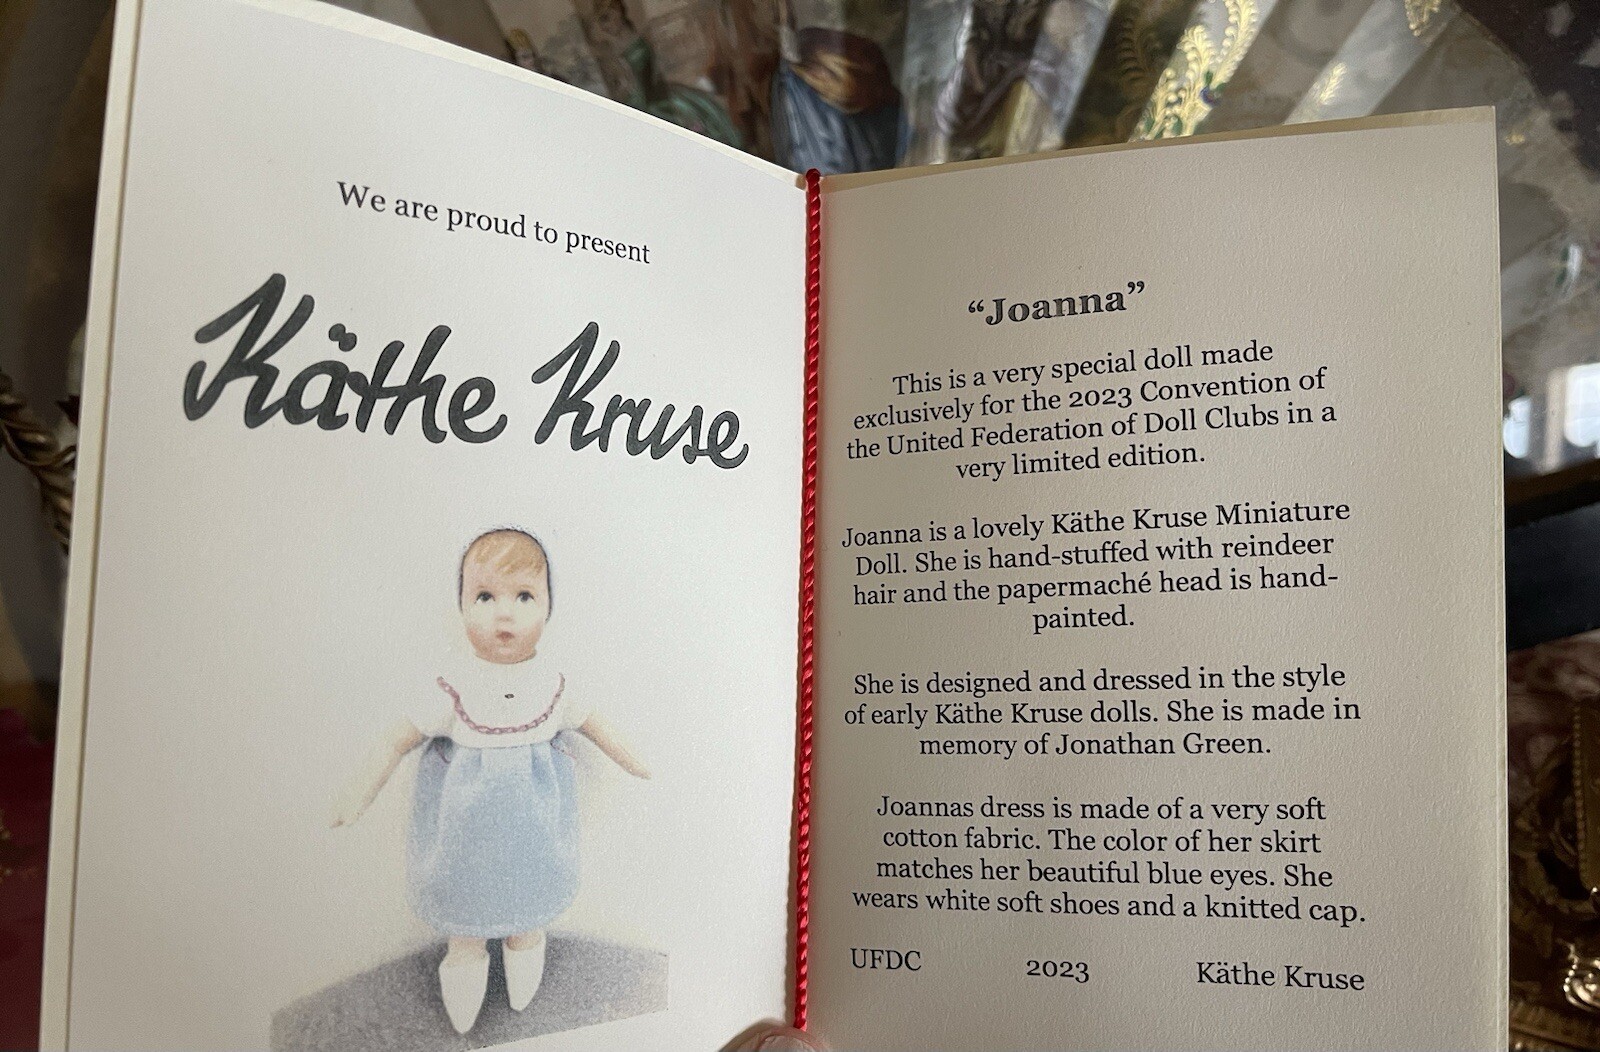 We are proud to present
Käthe Kruse
“Joanna”
This is a very special doll made
exclusively for the 2023 Convention of
the United Federation of Doll Clubs in a
very limited edition.
Joanna is a lovely Käthe Kruse Miniature
Doll. She is hand-stuffed with reindeer
hair and the papermaché head is hand-
painted.
She is designed and dressed in the style
of early Käthe Kruse dolls. She is made in
memory of Jonathan Green.
Joannas dress is made of a very soft
cotton fabric. The color of her skirt
matches her beautiful blue eyes. She
wears white soft shoes and a knitted cap.
UFDC 2023 Käthe Kruse